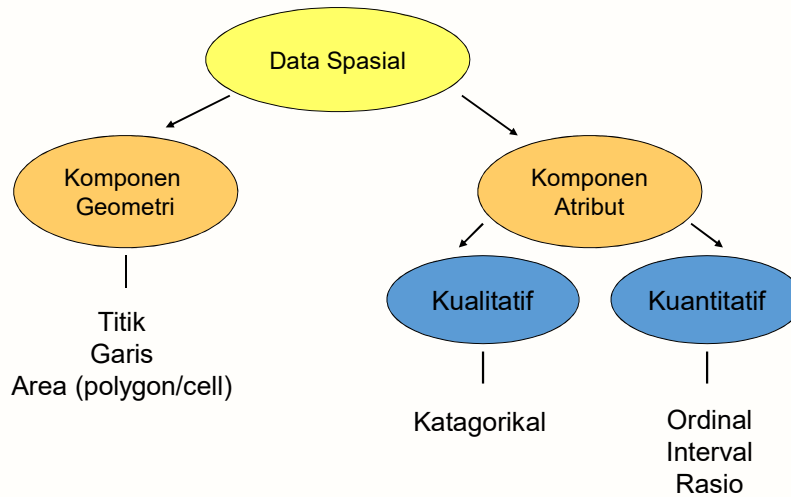 Data Spasial
Komponen
Geometri
Komponen
Atribut
Kualitatif
Kuantitatif
Titik
Garis
Area (polygon/cell)
Katagorikal
Ordinal
Interval
Rasio